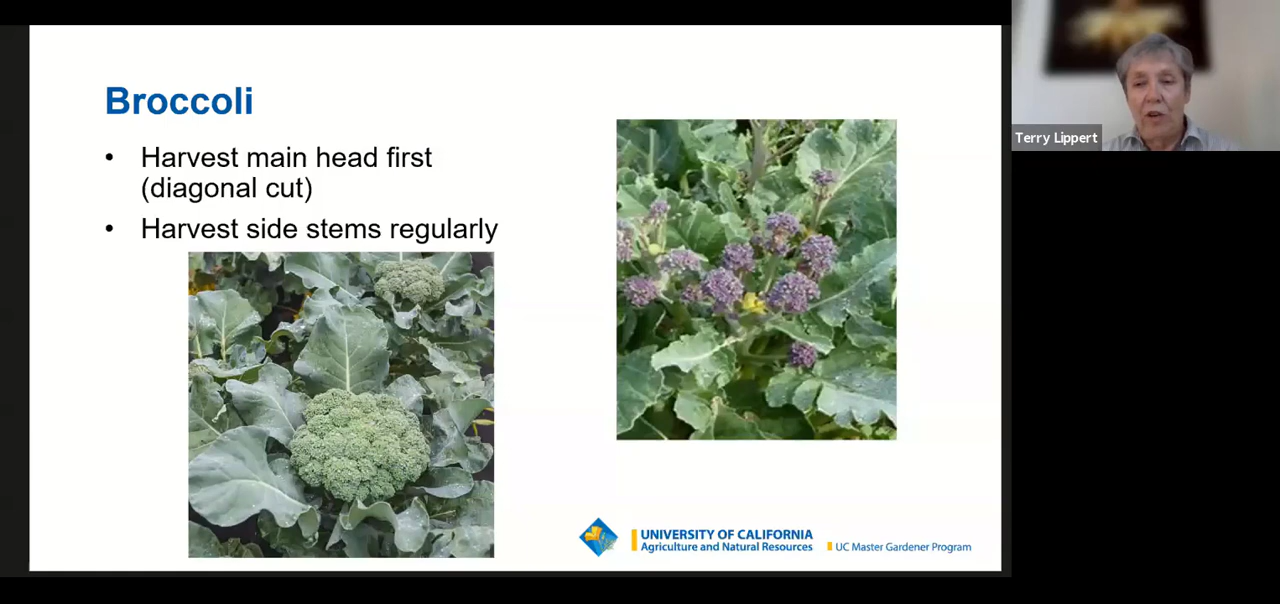 Broccoli
• Harvest main head first
(diagonal cut)
• Harvest side stems regularly
UNIVERSITY OF CALIFORNIA
Agriculture and Natural Resources
UC Master Gardener Program
Terry Lippert